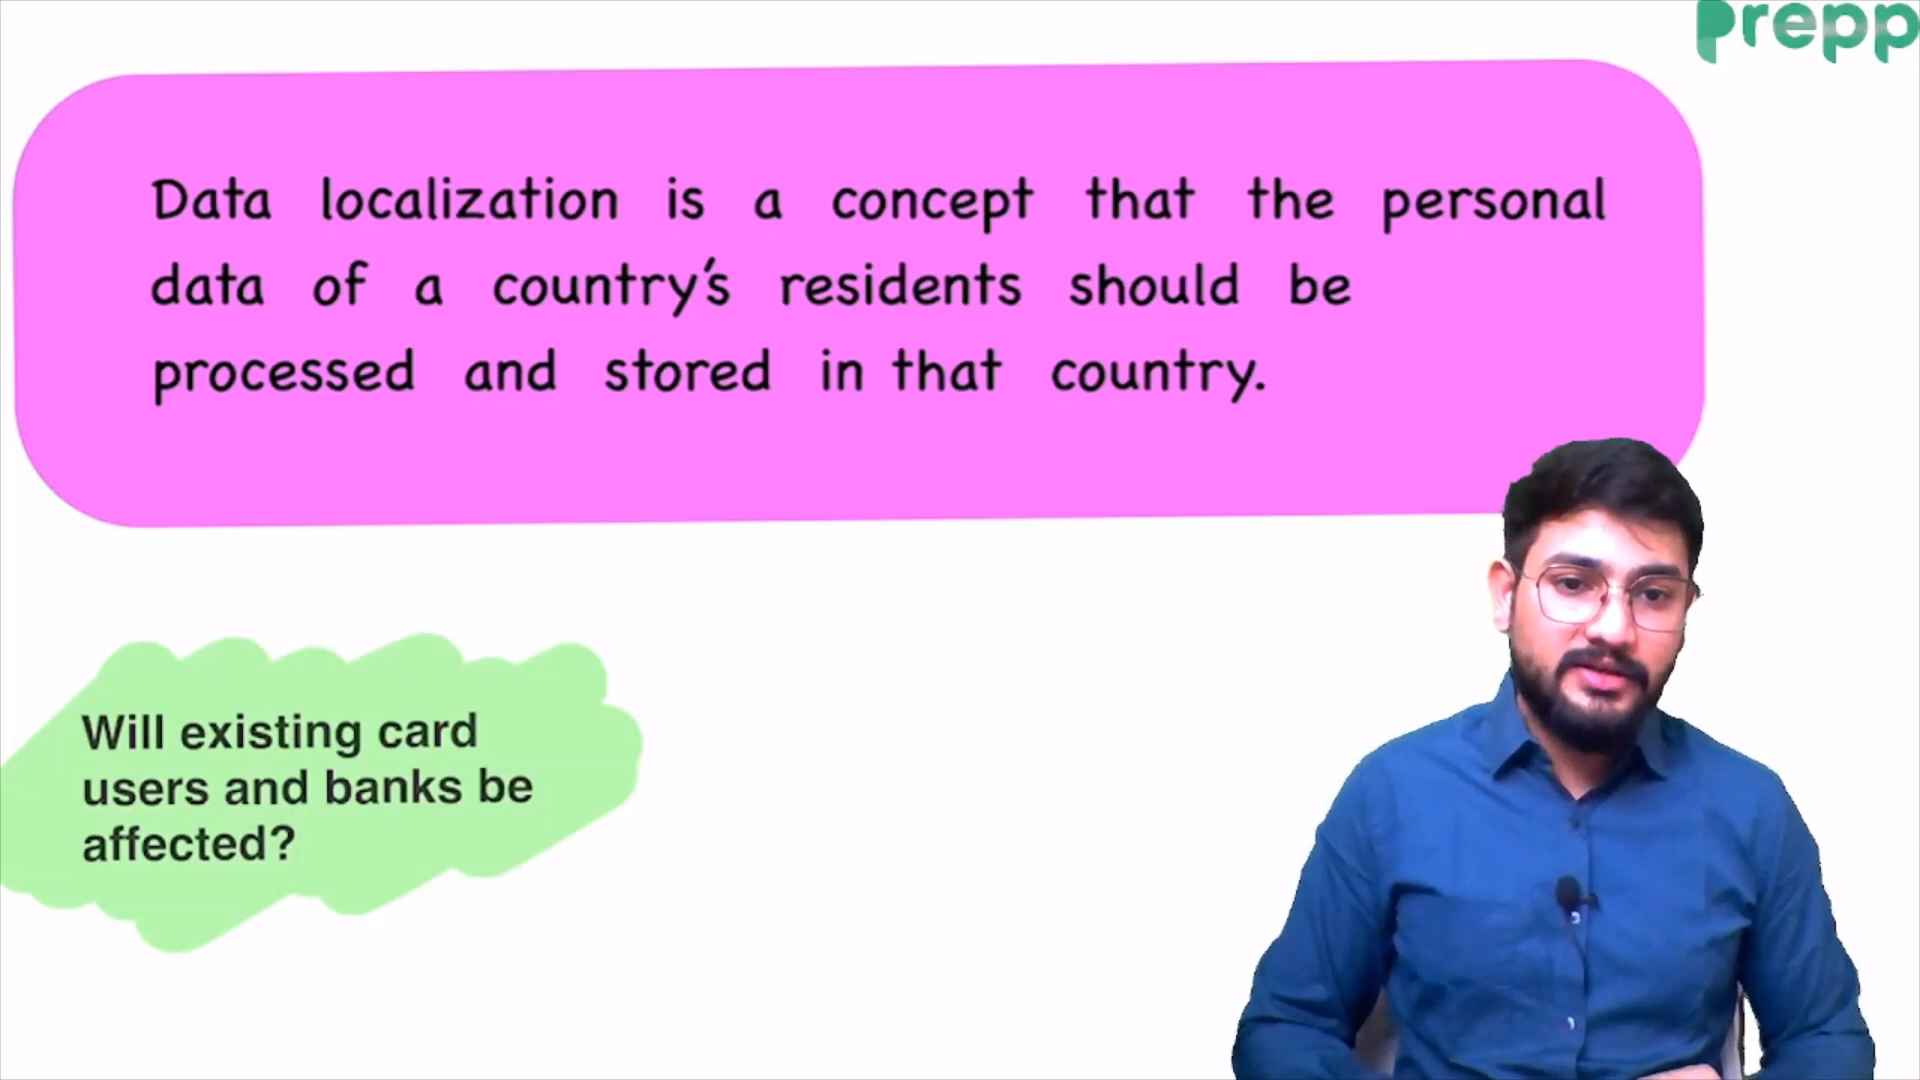 prepp
Data localization is a concept that the personal
data of a country's residents should be
processed and stored in that country.
Will existing card
users and banks be
affected?